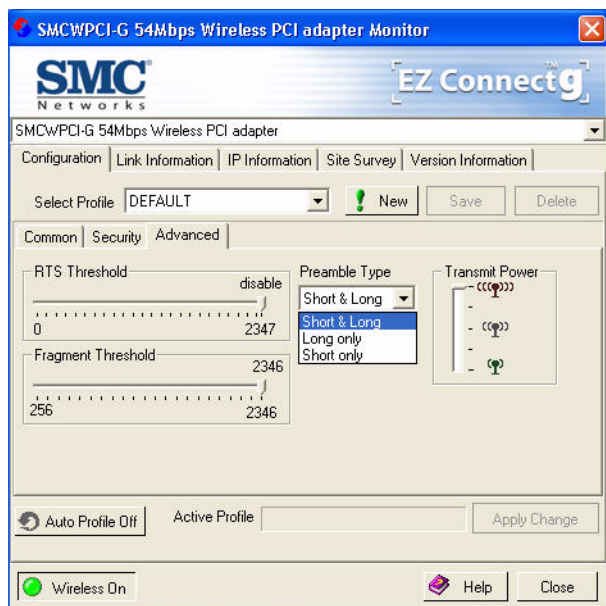 SMCWPCI-G 54Mbps Wireless PCI adapter Monitor
SMC®
Networks
EZ Connect™ g
SMCWPCI-G 54Mbps Wireless PCI adapter
Configuration Link Information IP Information Site Survey Version Information
Select Profile DEFAULT New Save Delete
Common Security Advanced
RTS Threshold
disable
0 2347
Preamble Type
Short & Long
Short & Long
Long only
Short only
Transmit Power
Fragment Threshold
2346
256 2346
Auto Profile Off Active Profile Apply Change
Wireless On Help Close